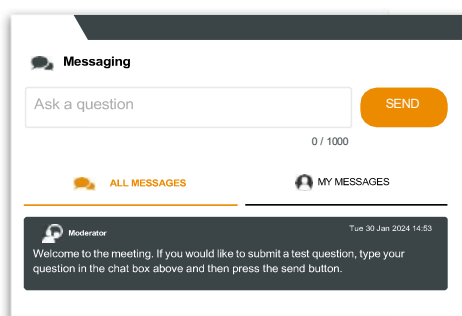 Messaging
Ask a question
SEND
0 / 1000
ALL MESSAGES
MY MESSAGES
Moderator
Tue 30 Jan 2024 14:53
Welcome to the meeting. If you would like to submit a test question, type your
question in the chat box above and then press the send button.